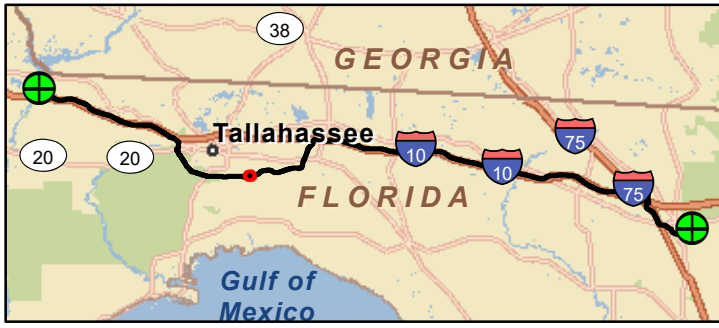 38
GEORGIA
Tallahassee
75
10
10
20
20
75
FLORIDA
Gulf of
Mexico